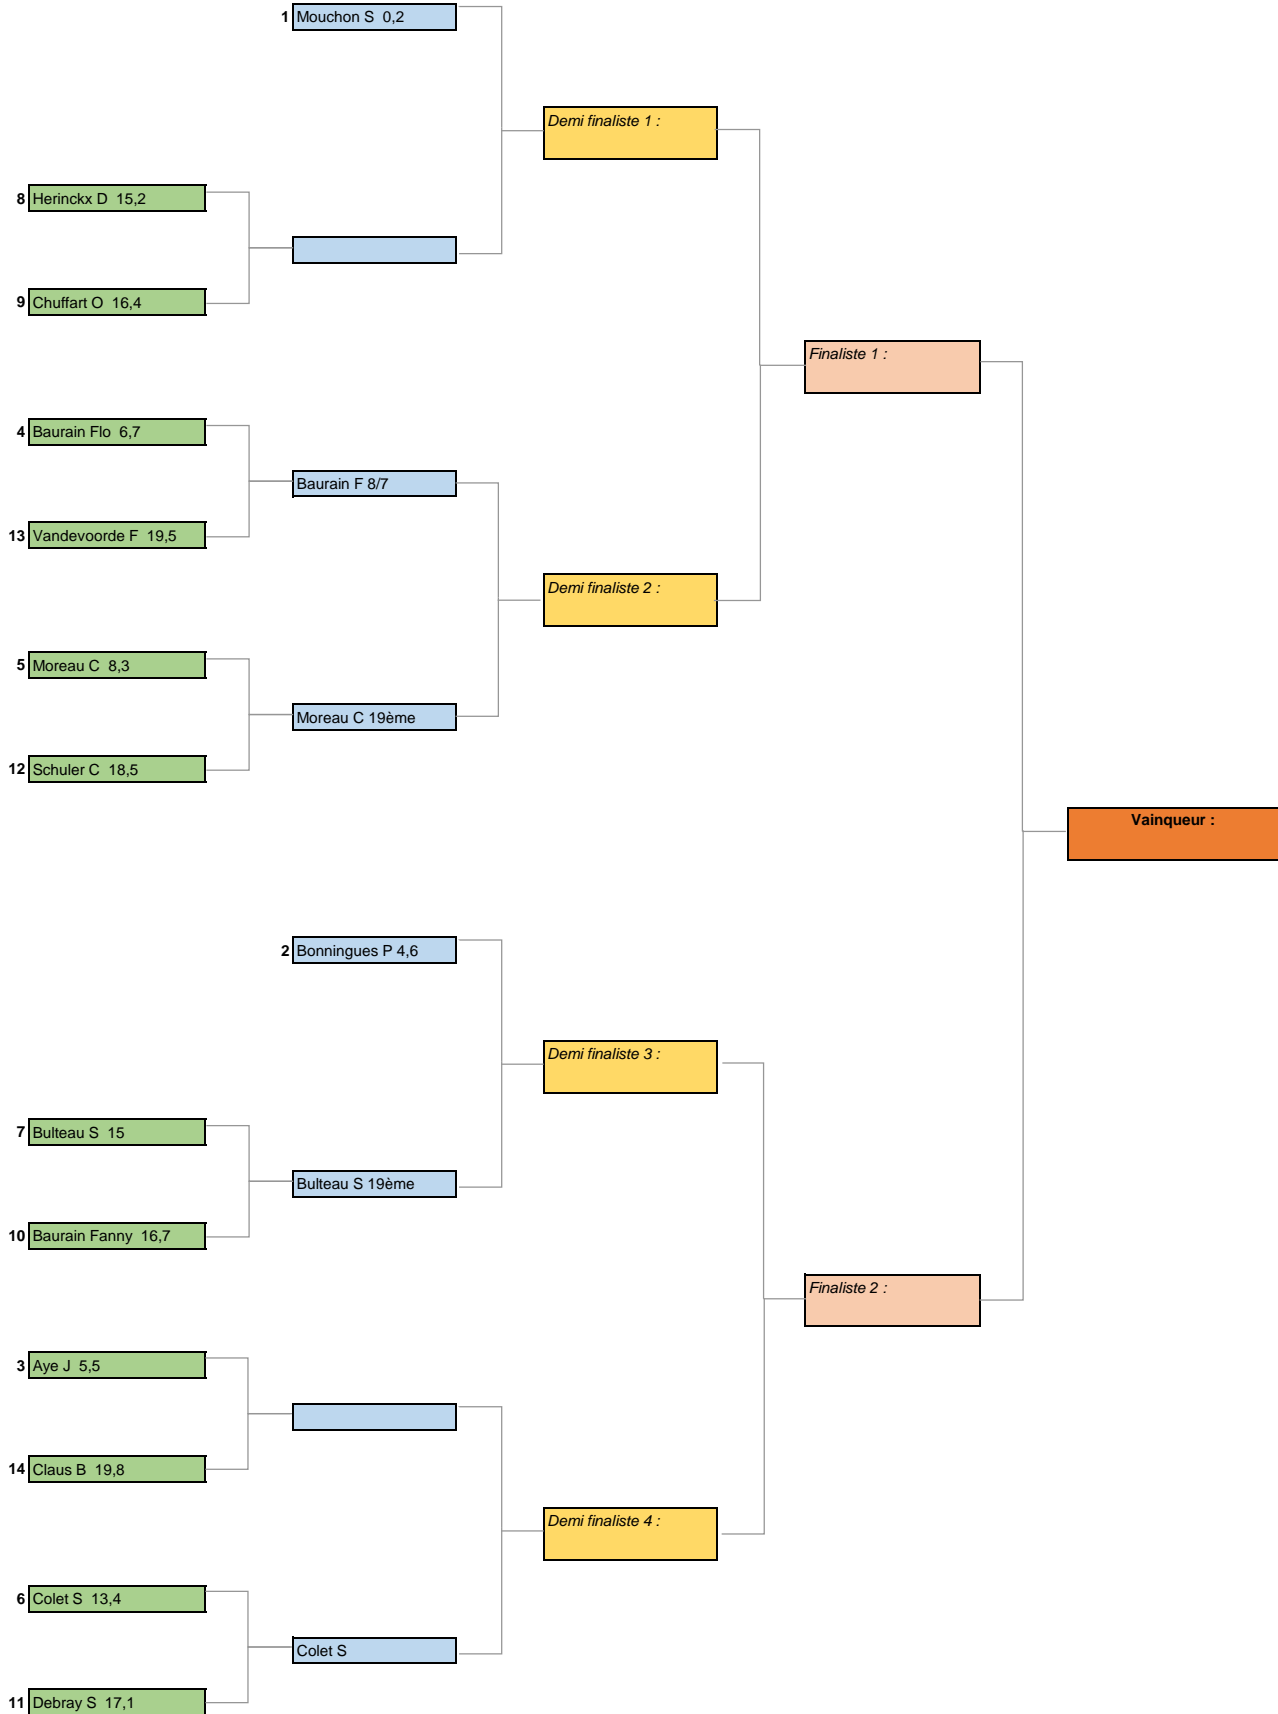 1 Mouchon S  0,2
Demi finaliste 1 :
8 Herinckx D  15,2
9 Chuffart O  16,4
Finaliste 1 :
4 Baurain Flo  6,7
Baurain F 8/7
13 Vandevoorde F  19,5
Demi finaliste 2 :
5 Moreau C  8,3
Moreau C 19ème
12 Schuler C  18,5
Vainqueur :
2 Bonningues P 4,6
Demi finaliste 3 :
7 Bulteau S  15
Bulteau S 19ème
10 Baurain Fanny  16,7
Finaliste 2 :
3 Aye J  5,5
14 Claus B  19,8
Demi finaliste 4 :
6 Colet S  13,4
Colet S
11 Debray S  17,1